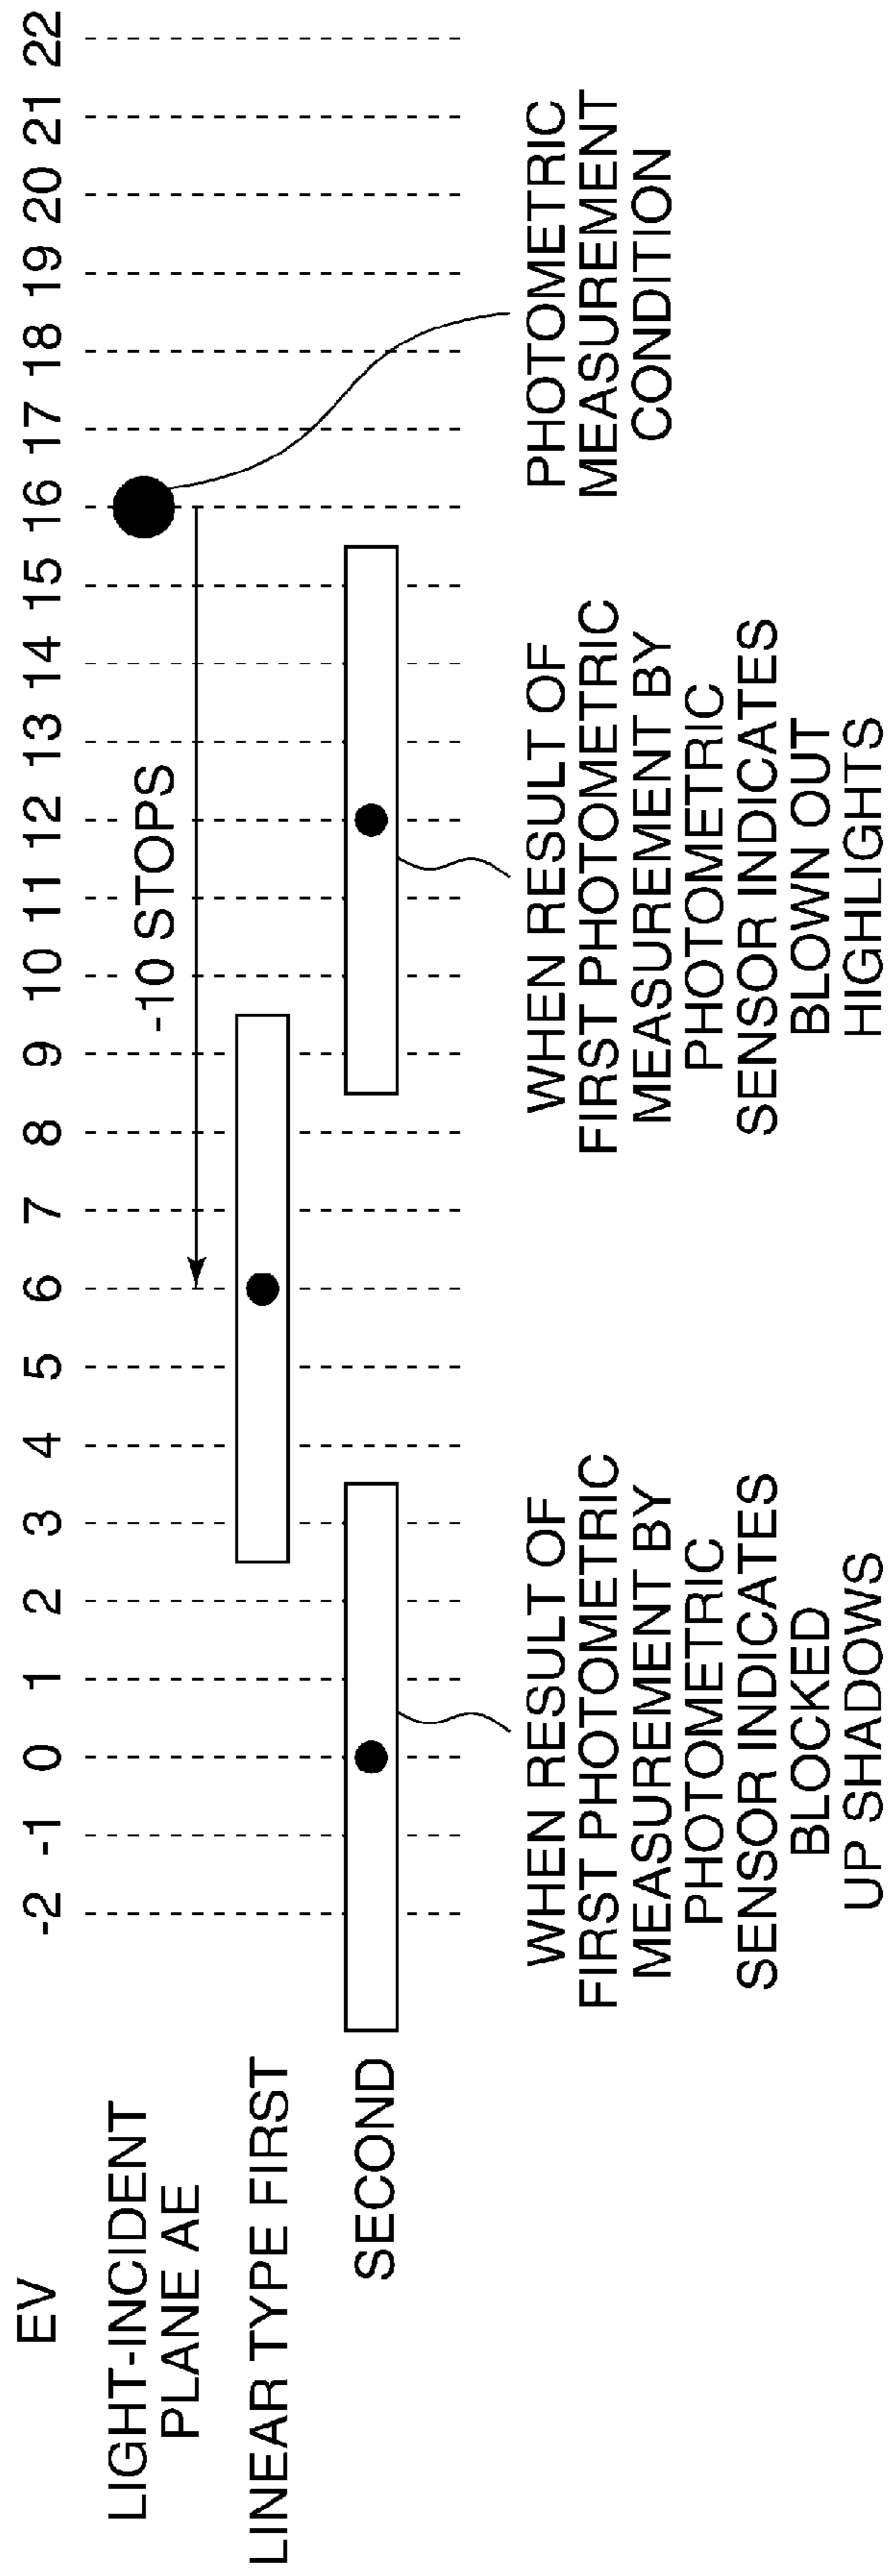 EV
-2 -1 0 1 2 3 4 5 6 7 8 9 10 11 12 13 14 15 16 17 18 19 20 21 22
LIGHT-INCIDENT
PLANE AE
-10 STOPS
LINEAR TYPE FIRST
SECOND
WHEN RESULT OF
FIRST PHOTOMETRIC
MEASUREMENT BY
PHOTOMETRIC
SENSOR INDICATES
BLOCKED
UP SHADOWS
WHEN RESULT OF
FIRST PHOTOMETRIC
MEASUREMENT BY
PHOTOMETRIC
SENSOR INDICATES
BLOWN OUT
HIGHLIGHTS
PHOTOMETRIC
MEASUREMENT
CONDITION